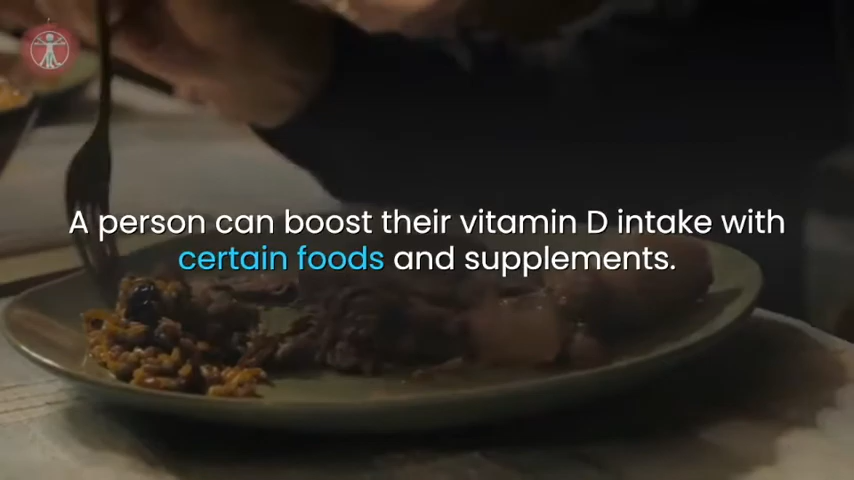 A person can boost their vitamin D intake with
certain foods and supplements.